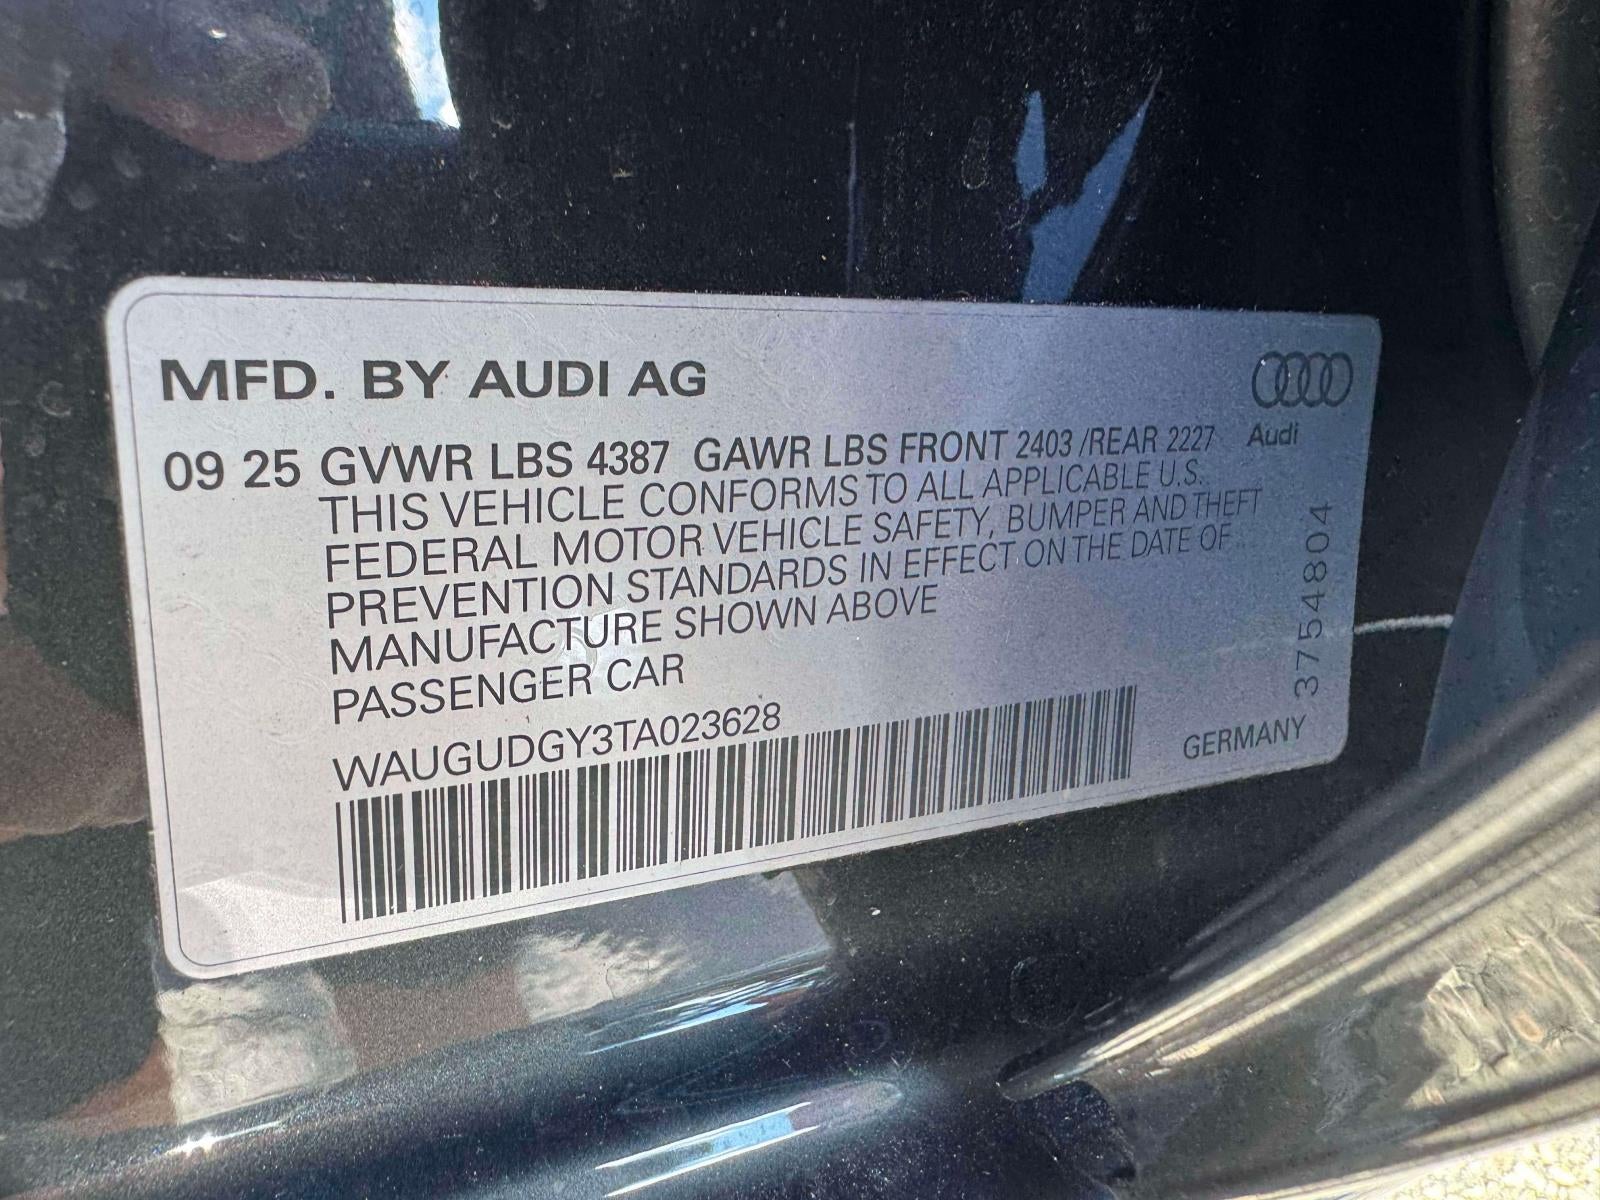 MFD. BY AUDI AG
Audi
09 25 GVWR LBS 4387 GAWR LBS FRONT 2403 /REAR 2227
THIS VEHICLE CONFORMS TO ALL APPLICABLE U.S.
FEDERAL MOTOR VEHICLE SAFETY, BUMPER AND THEFT
PREVENTION STANDARDS IN EFFECT ON THE DATE OF
MANUFACTURE SHOWN ABOVE
PASSENGER CAR
WAUGUDGY3TA023628
GERMANY
3754804